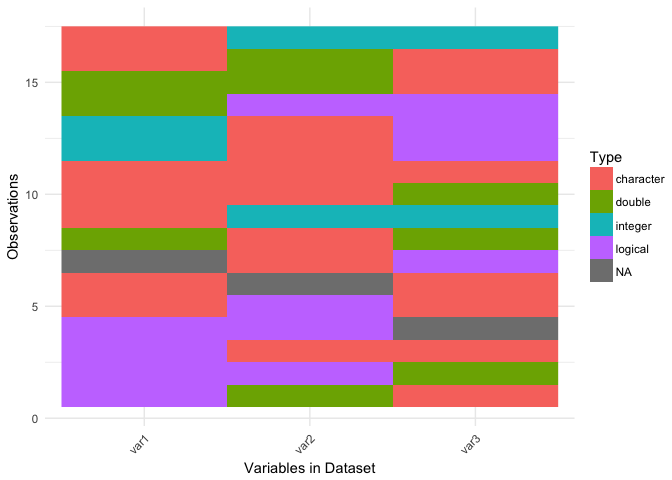 15
10
5
0
Observations
var1
var2
var3
Variables in Dataset
Type
character
double
integer
logical
NA